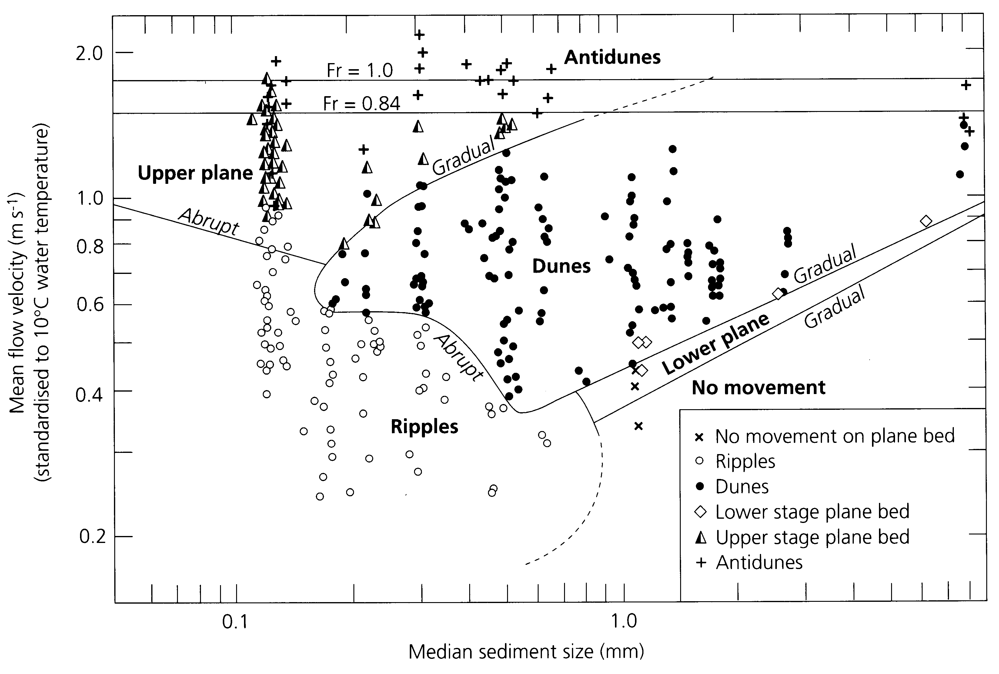 Mean flow velocity (m s-1)
(standardised to 10°C water temperature)
2.0
1.0
0.8
0.6
0.4
0.2
Antidunes
Fr = 1.0
Fr = 0.84
Gradual
Upper plane
Abrupt
Dunes
Gradual
Gradual
Lower plane
Abrupt
No movement
Ripples
No movement on plane bed
Ripples
Dunes
Lower stage plane bed
Upper stage plane bed
Antidunes
0.1
1.0
Median sediment size (mm)